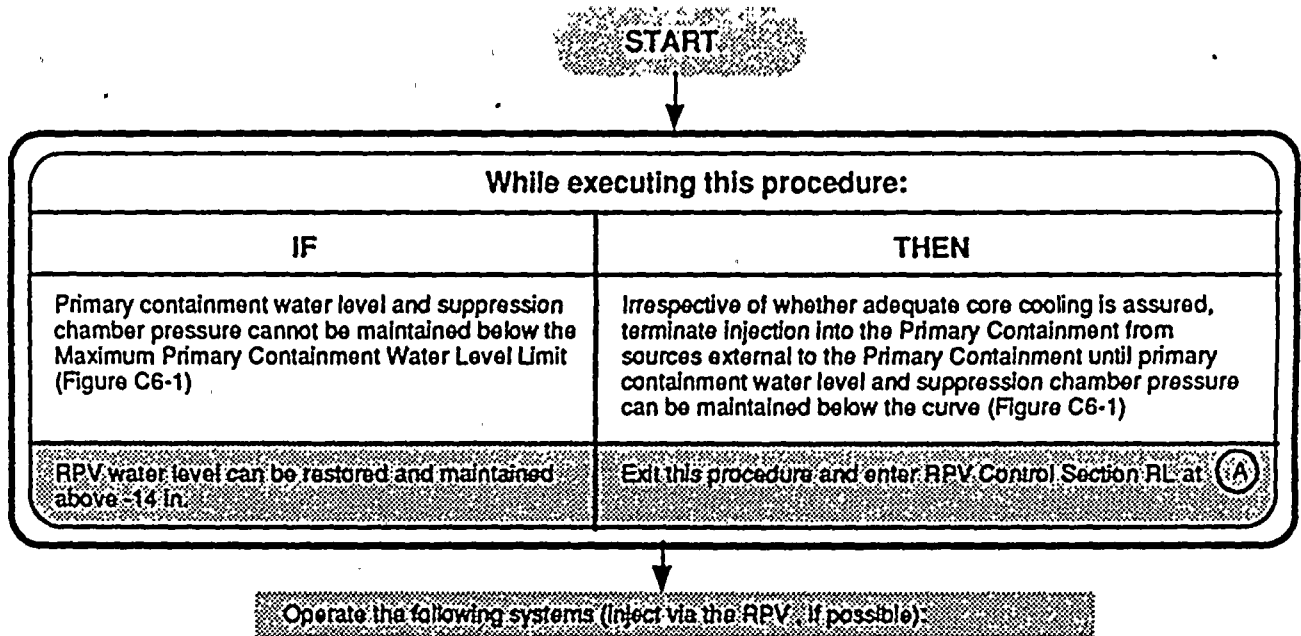 START
While executing this procedure:
IF
THEN
Primary containment water level and suppression
chamber pressure cannot be maintained below the
Maximum Primary Containment Water Level Limit
(Figure C6-1)
Irrespective of whether adequate core cooling is assured,
terminate injection into the Primary Containment from
sources external to the Primary Containment until primary
containment water level and suppression chamber pressure
can be maintained below the curve (Figure C6-1)
RPV water level can be restored and maintained
above -14 in.
Exit this procedure and enter RPV Control Section RL at A
Operate the following systems (Inject via the RPV, if possible):